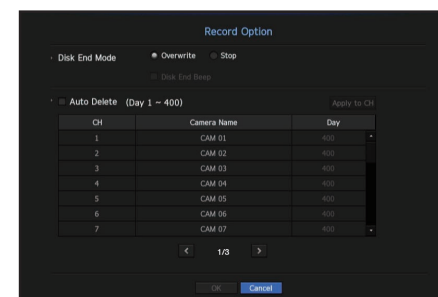 Record Option
Disk End Mode Overwrite Stop
Disk End Beep
Auto Delete (Day 1 ~ 400) Apply to CH
CH Camera Name Day
1 CAM 01 400
2 CAM 02 400
3 CAM 03 400
4 CAM 04 400
5 CAM 05 400
6 CAM 06 400
7 CAM 07 400
< 1/3 >
OK Cancel